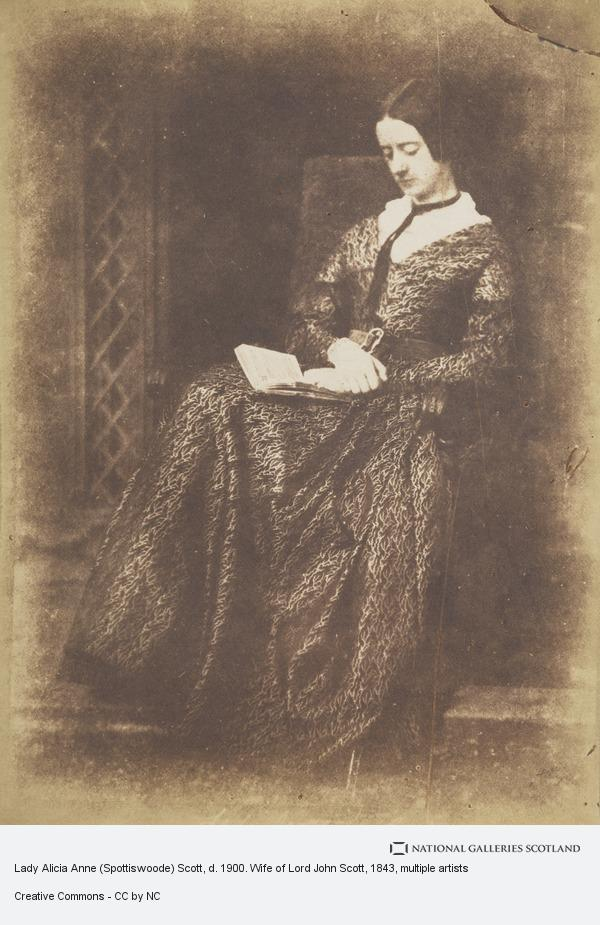 NATIONAL GALLERIES SCOTLAND
Lady Alicia Anne (Spottiswoode) Scott, d. 1900. Wife of Lord John Scott, 1843, multiple artists
Creative Commons - CC by NC